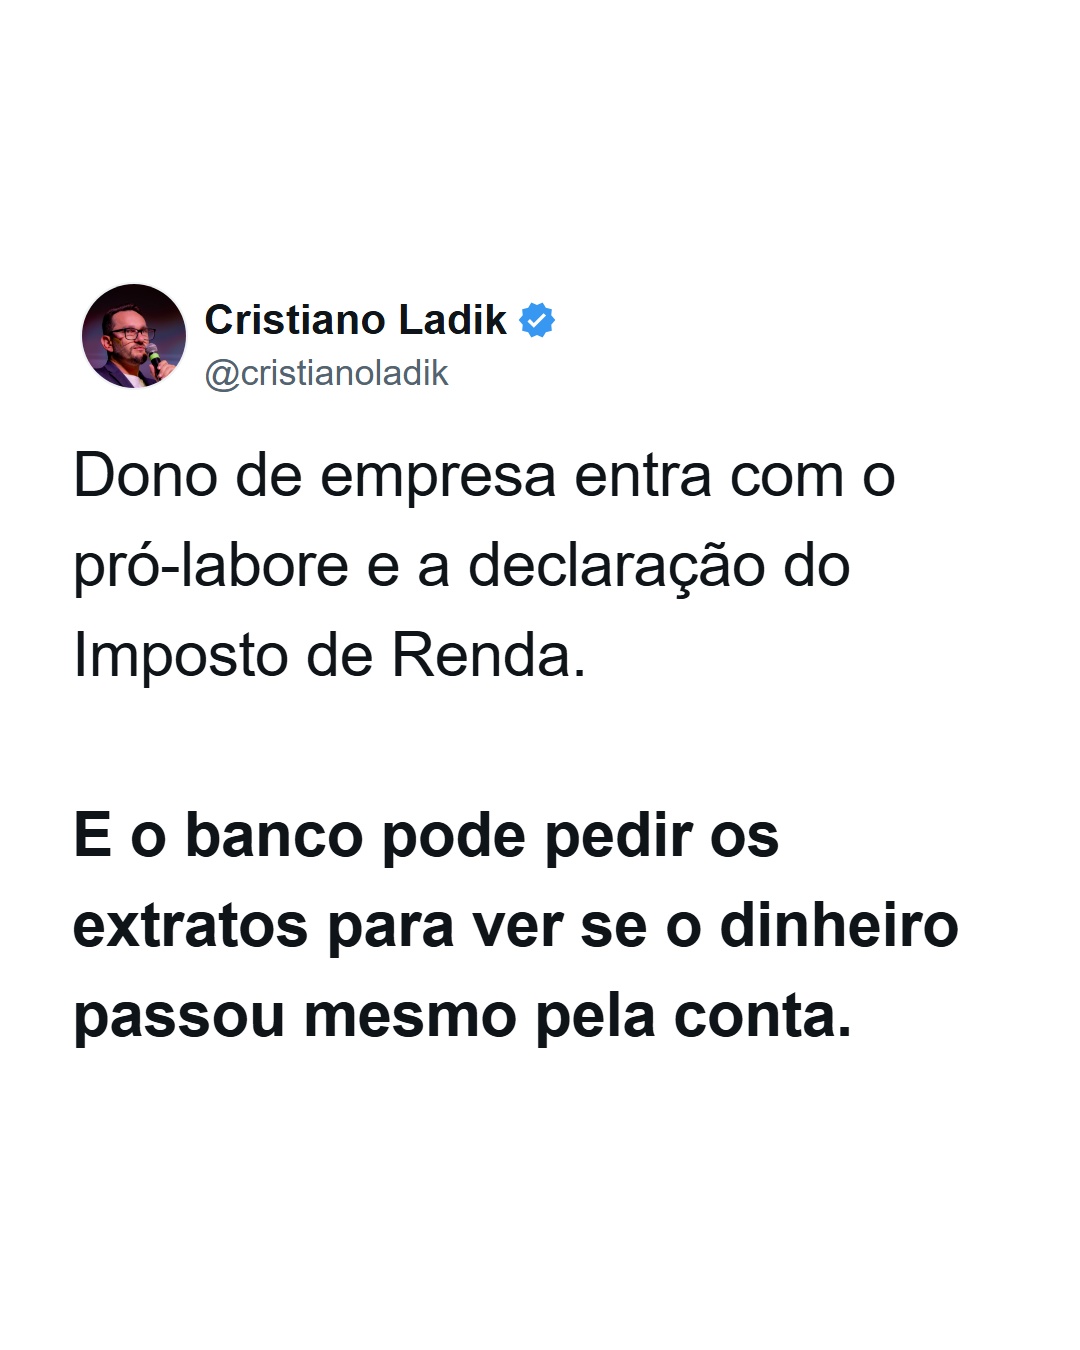 Cristiano Ladik
@cristianoladik
Dono de empresa entra com o
pró-labore e a declaração do
Imposto de Renda.
E o banco pode pedir os
extratos para ver se o dinheiro
passou mesmo pela conta.